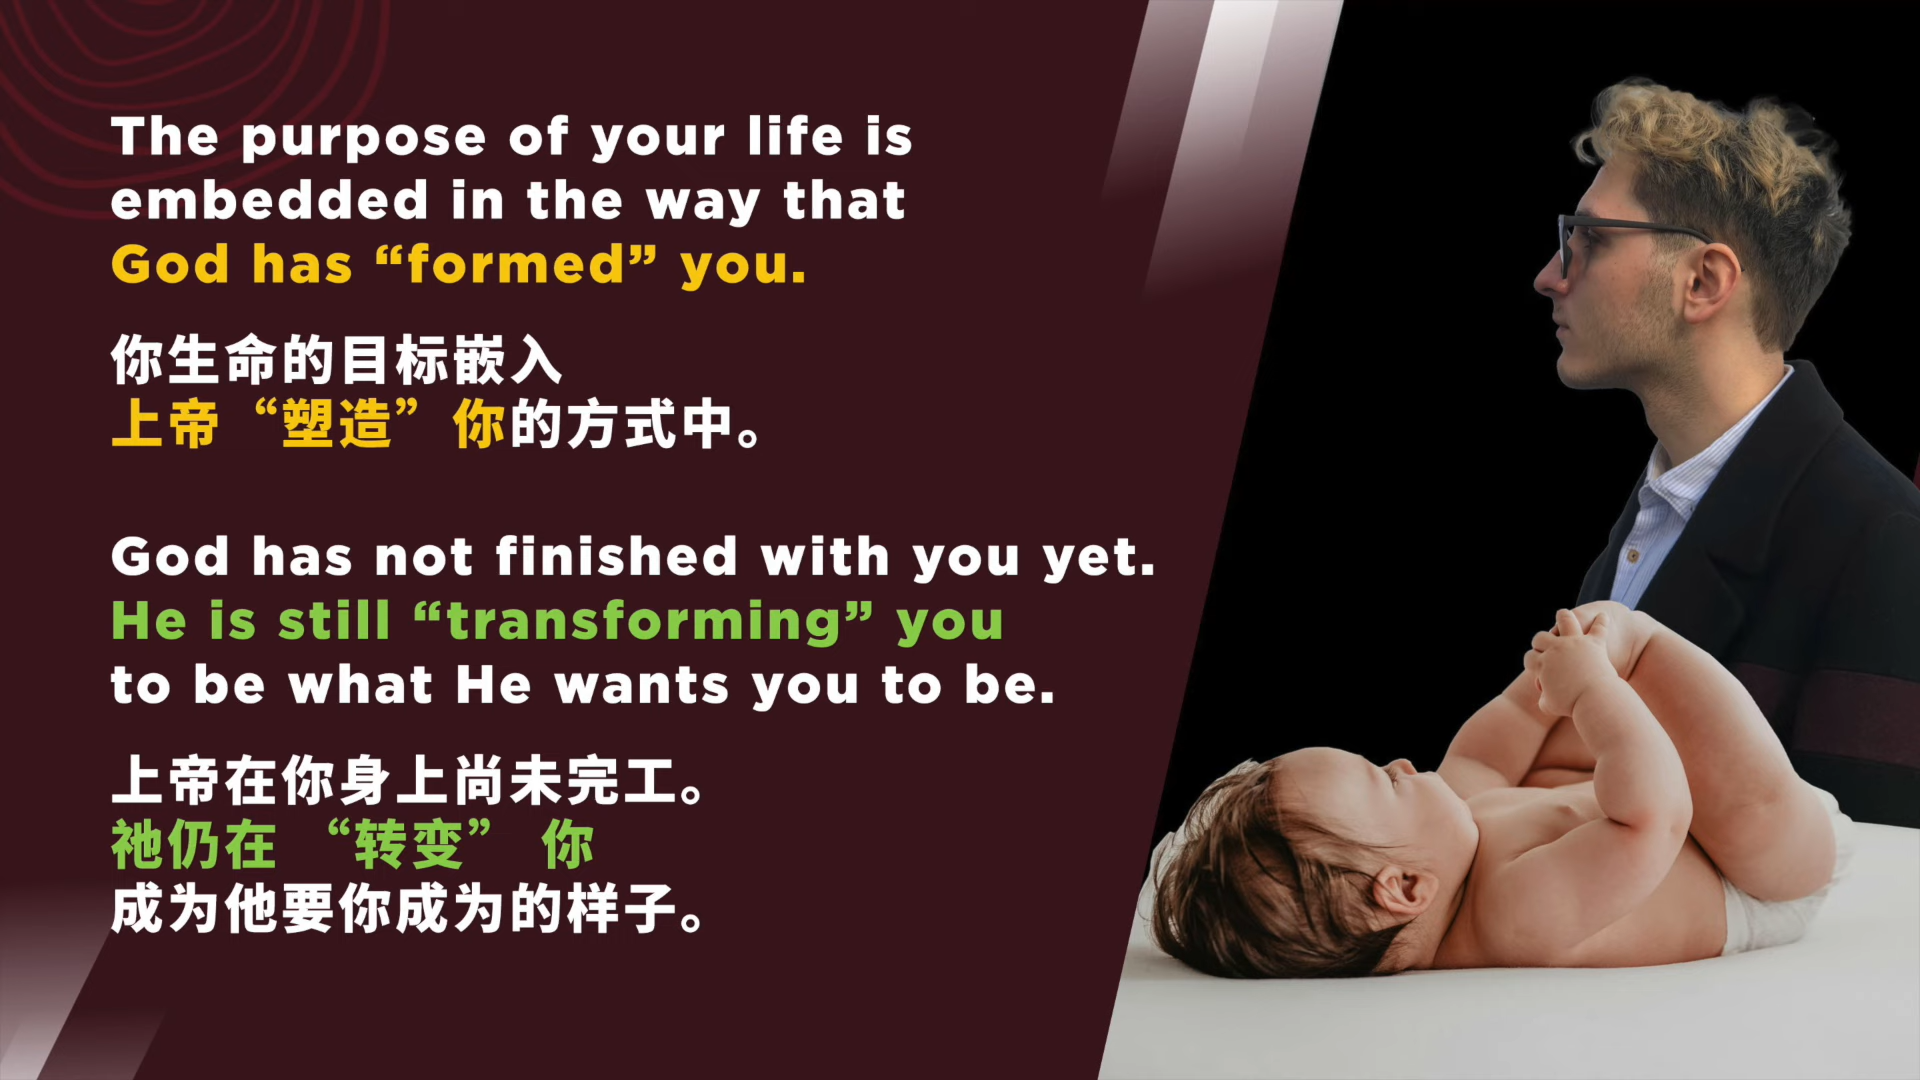 The purpose of your life is
embedded in the way that
God has “formed” you.
你生命的目标嵌入
上帝“塑造”你的方式中。
God has not finished with you yet.
He is still “transforming” you
to be what He wants you to be.
上帝在你身上尚未完工。
祂仍在 “转变” 你
成为他要你成为的样子。